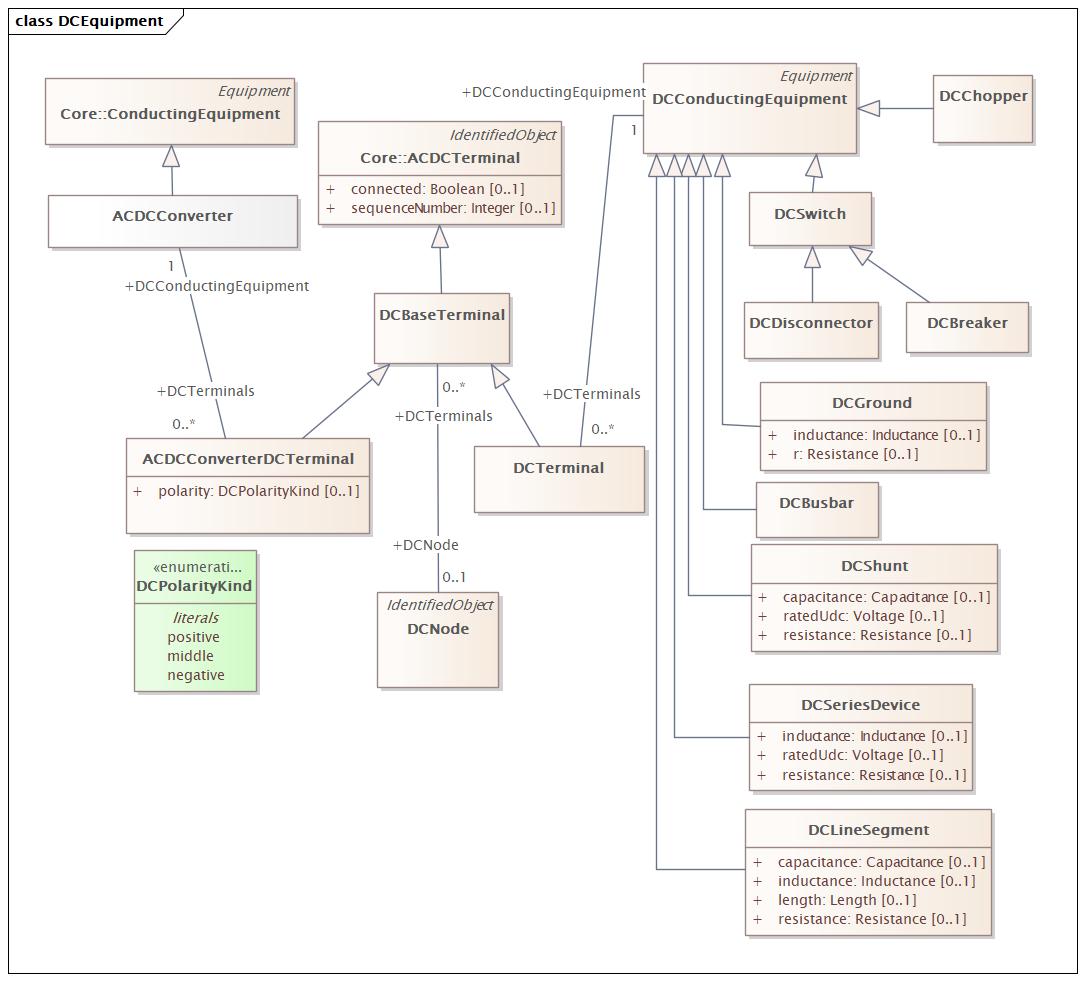 class DCEquipment
Equipment
Core::ConductingEquipment
ACDCConverter
1
+DCConductingEquipment
+DCTerminals
0..*
ACDCConverterDCTerminal
+ polarity: DCPolarityKind [0..1]
«enumerati...
DCPolarityKind
literals
positive
middle
negative
IdentifiedObject
Core::ACDCTerminal
+ connected: Boolean [0..1]
+ sequenceNumber: Integer [0..1]
DCBaseTerminal
0..*
+DCTerminals
+DCNode
0..1
IdentifiedObject
DCNode
+DCConductingEquipment
1
+DCTerminals
0..*
DCTerminal
Equipment
DCConductingEquipment
DCChopper
DCSwitch
DCDisconnector
DCBreaker
DCGround
+ inductance: Inductance [0..1]
+ r: Resistance [0..1]
DCBusbar
DCShunt
+ capacitance: Capacitance [0..1]
+ ratedUdc: Voltage [0..1]
+ resistance: Resistance [0..1]
DCSeriesDevice
+ inductance: Inductance [0..1]
+ ratedUdc: Voltage [0..1]
+ resistance: Resistance [0..1]
DCLineSegment
+ capacitance: Capacitance [0..1]
+ inductance: Inductance [0..1]
+ length: Length [0..1]
+ resistance: Resistance [0..1]